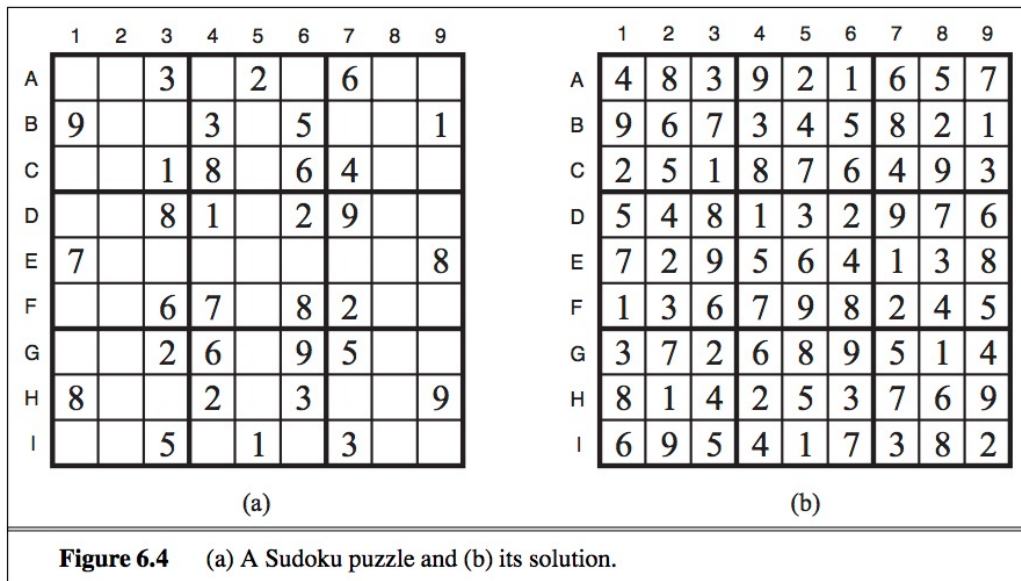 1 2 3 4 5 6 7 8 9
A 3 2 6
B 9 3 5 1
C 1 8 6 4
D 8 1 2 9
E 7 8
F 6 7 8 2
G 2 6 9 5
H 8 2 3 9
I 5 1 3
(a)
1 2 3 4 5 6 7 8 9
A 4 8 3 9 2 1 6 5 7
B 9 6 7 3 4 5 8 2 1
C 2 5 1 8 7 6 4 9 3
D 5 4 8 1 3 2 9 7 6
E 7 2 9 5 6 4 1 3 8
F 1 3 6 7 9 8 2 4 5
G 3 7 2 6 8 9 5 1 4
H 8 1 4 2 5 3 7 6 9
I 6 9 5 4 1 7 3 8 2
(b)
Figure 6.4 (a) A Sudoku puzzle and (b) its solution.